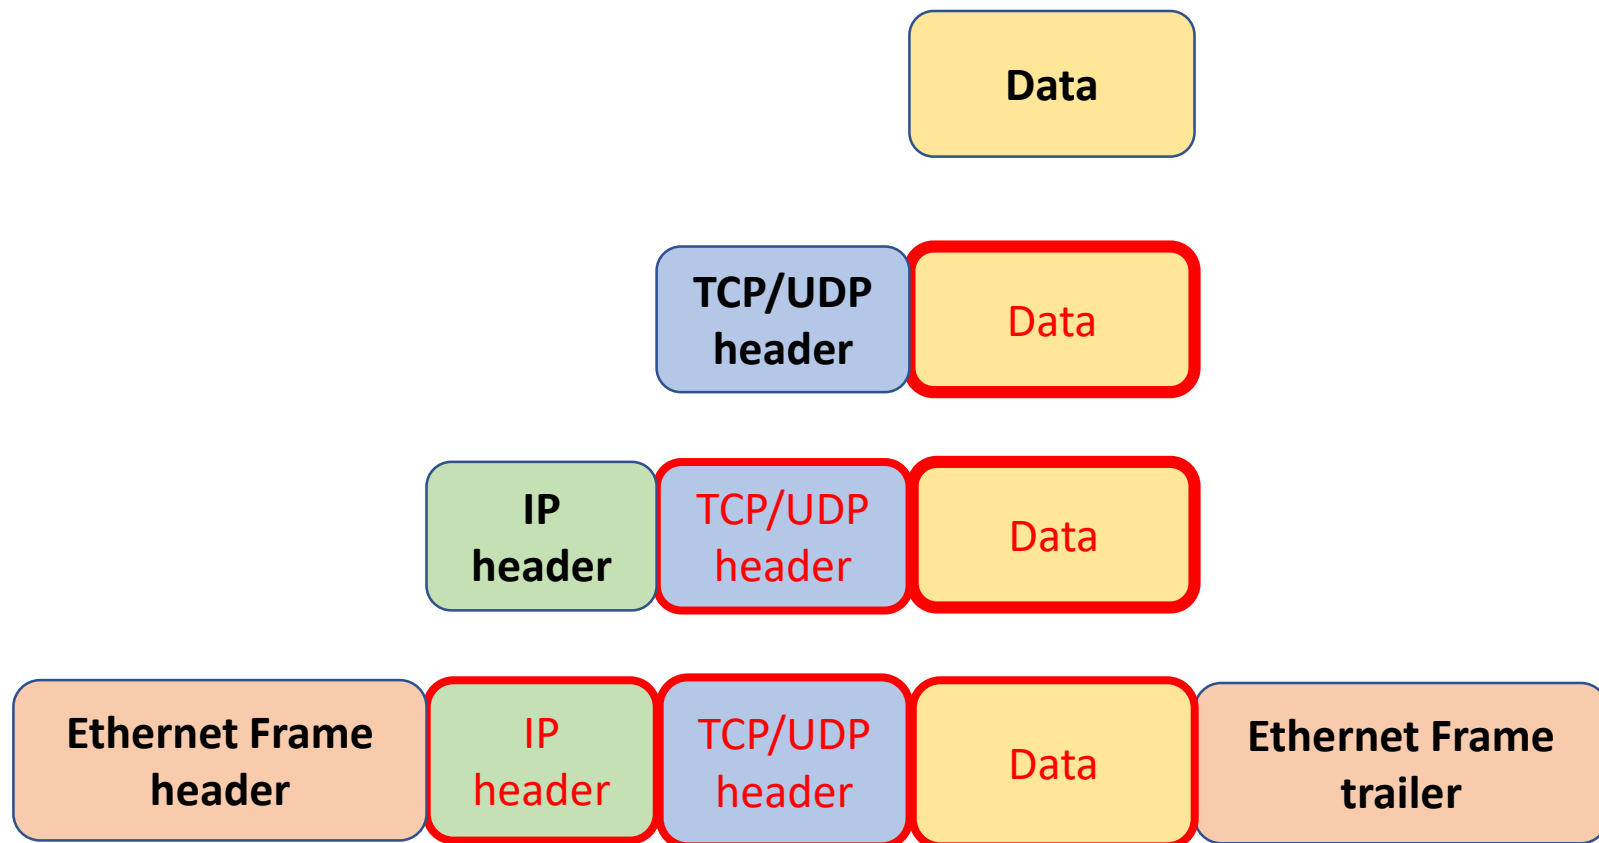 Data
TCP/UDP
header
Data
IP
header
TCP/UDP
header
Data
Ethernet Frame
header
IP
header
TCP/UDP
header
Data
Ethernet Frame
trailer